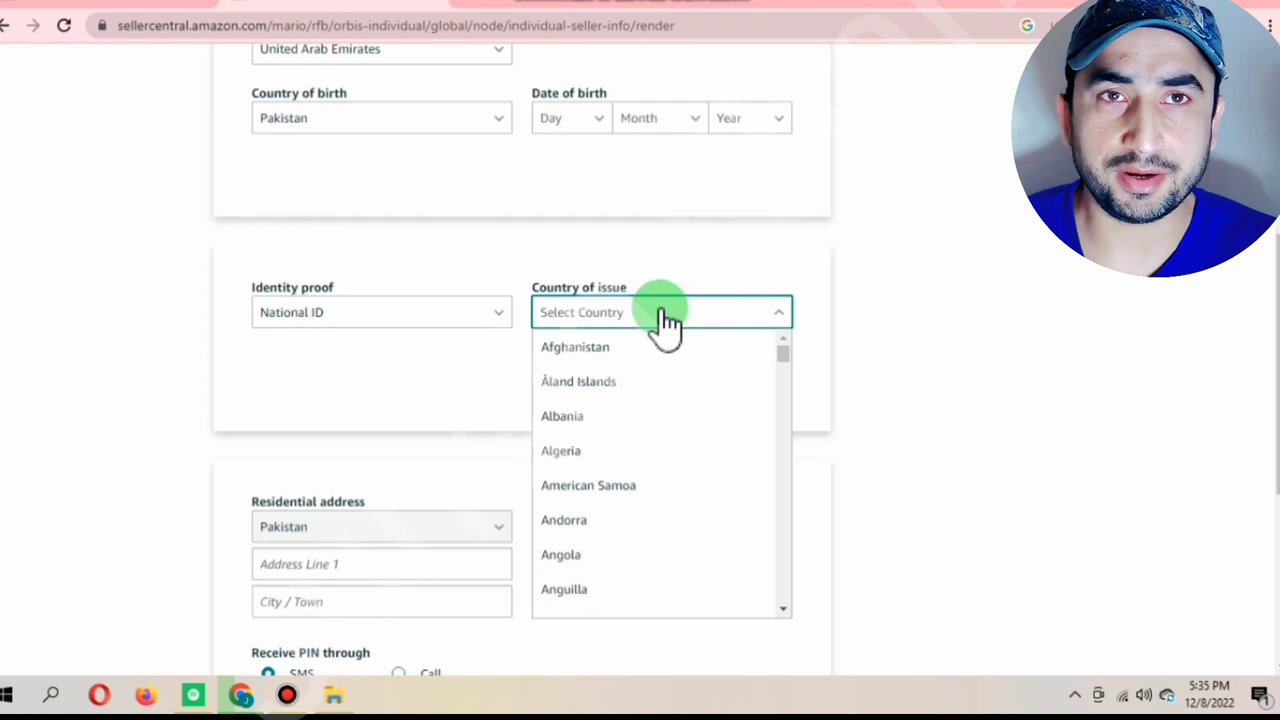 sellercentral.amazon.com/mario/rfb/orbis-individual/global/node/individual-seller-info/render
United Arab Emirates
Country of birth
Date of birth
Pakistan
Day
Month
Year
Identity proof
Country of issue
National ID
Select Country
Afghanistan
Åland Islands
Albania
Algeria
American Samoa
Andorra
Angola
Anguilla
Residential address
Pakistan
Address Line 1
City / Town
Receive PIN through
SMS
Call
5:35 PM
12/8/2022
1